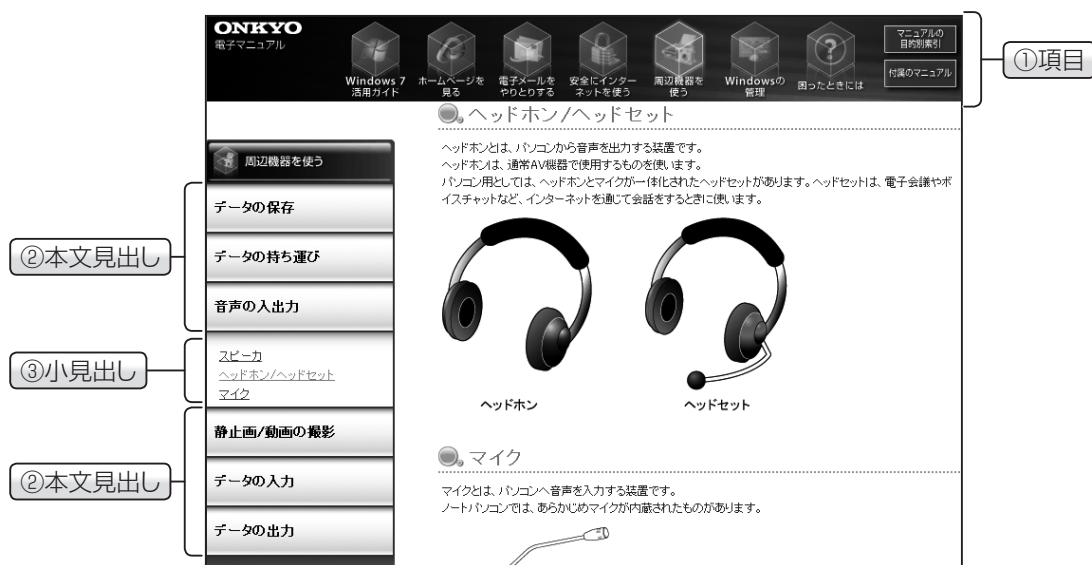 ONKYO
電子マニュアル
Windows 7
活用ガイド
ホームページを
見る
電子メールを
やりとりする
安全にインター
ネットを使う
周辺機器を
使う
Windowsの
管理
困ったときには
マニュアルの
目的別索引
付属のマニュアル
①項目
周辺機器を使う
②本文見出し
データの保存
データの持ち運び
音声の入出力
③小見出し
スピーカ
ヘッドホン/ヘッドセット
マイク
②本文見出し
静止画/動画の撮影
データの入力
データの出力
ヘッドホン/ヘッドセット
ヘッドホンとは、パソコンから音声を出力する装置です。
ヘッドホンは、通常AV機器で使用するものを使います。
パソコン用としては、ヘッドホンとマイクが一体化されたヘッドセットがあります。ヘッドセットは、電子会議やボ
イスチャットなど、インターネットを通じて会話をするときに使います。
ヘッドホン
ヘッドセット
マイク
マイクとは、パソコンへ音声を入力する装置です。
ノートパソコンでは、あらかじめマイクが内蔵されたものがあります。